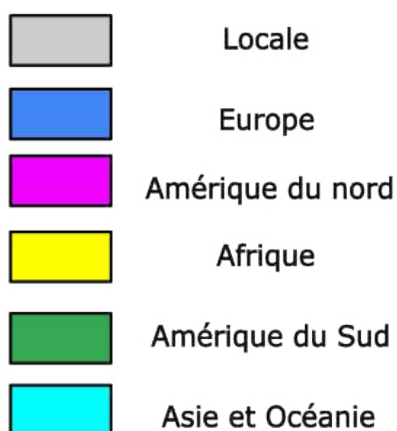 Locale
Europe
Amérique du nord
Afrique
Amérique du Sud
Asie et Océanie